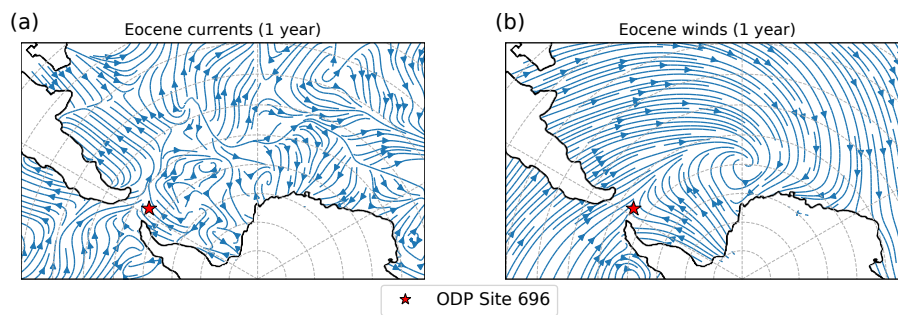 (a)
Eocene currents (1 year)
(b)
Eocene winds (1 year)
ODP Site 696